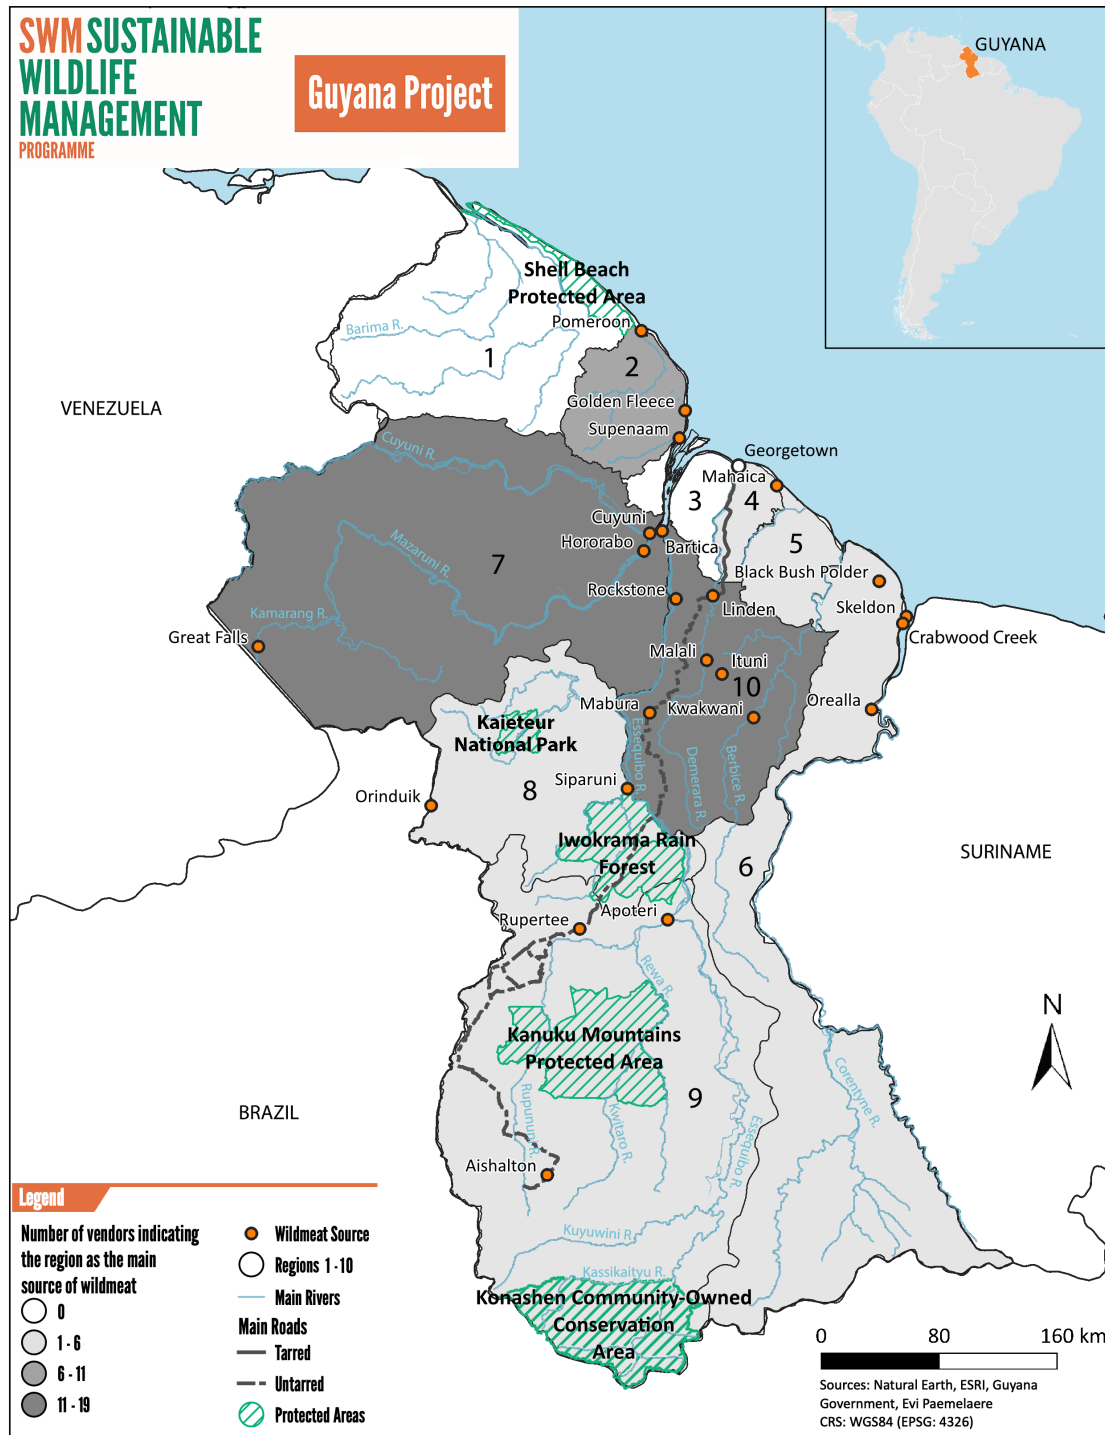 SWM SUSTAINABLE
WILDLIFE
MANAGEMENT
PROGRAMME
Guyana Project
GUYANA
Shell Beach
Protected Area
Pomeroon
Barima R.
1
2
VENEZUELA
Golden Fleece
Supenaam
Cuyuni R.
Georgetown
Mahaica
3
4
Cuyuni
Hororabo
Bartica
5
Mazaruni R.
7
Black Bush Polder
Rockstone
Linden
Skeldon
Crabwood Creek
Kamarang R.
Great Falls
Malali
Ituni
10
Mabura
Kwakwani
Orealla
Kaieteur
National Park
Essequibo R.
Demerara R.
Berbice R.
Siparuni
8
Orinduik
Iwokrama Rain
Forest
6
SURINAME
Rupertee
Apoteri
Rewa R.
N
Kanuku Mountains
Protected Area
9
Corentyne R.
BRAZIL
Rupununi R.
Kwitaro R.
Essequibo R.
Aishalton
Kuyuwini R.
Kassikaityu R.
Konashen Community-Owned
Conservation
Area
Legend
Number of vendors indicating
the region as the main
source of wildmeat
0
1 - 6
6 - 11
11 - 19
Wildmeat Source
Regions 1 - 10
Main Rivers
Main Roads
Tarred
Untarred
Protected Areas
0 80 160 km
Sources: Natural Earth, ESRI, Guyana
Government, Evi Paemelaere
CRS: WGS84 (EPSG: 4326)